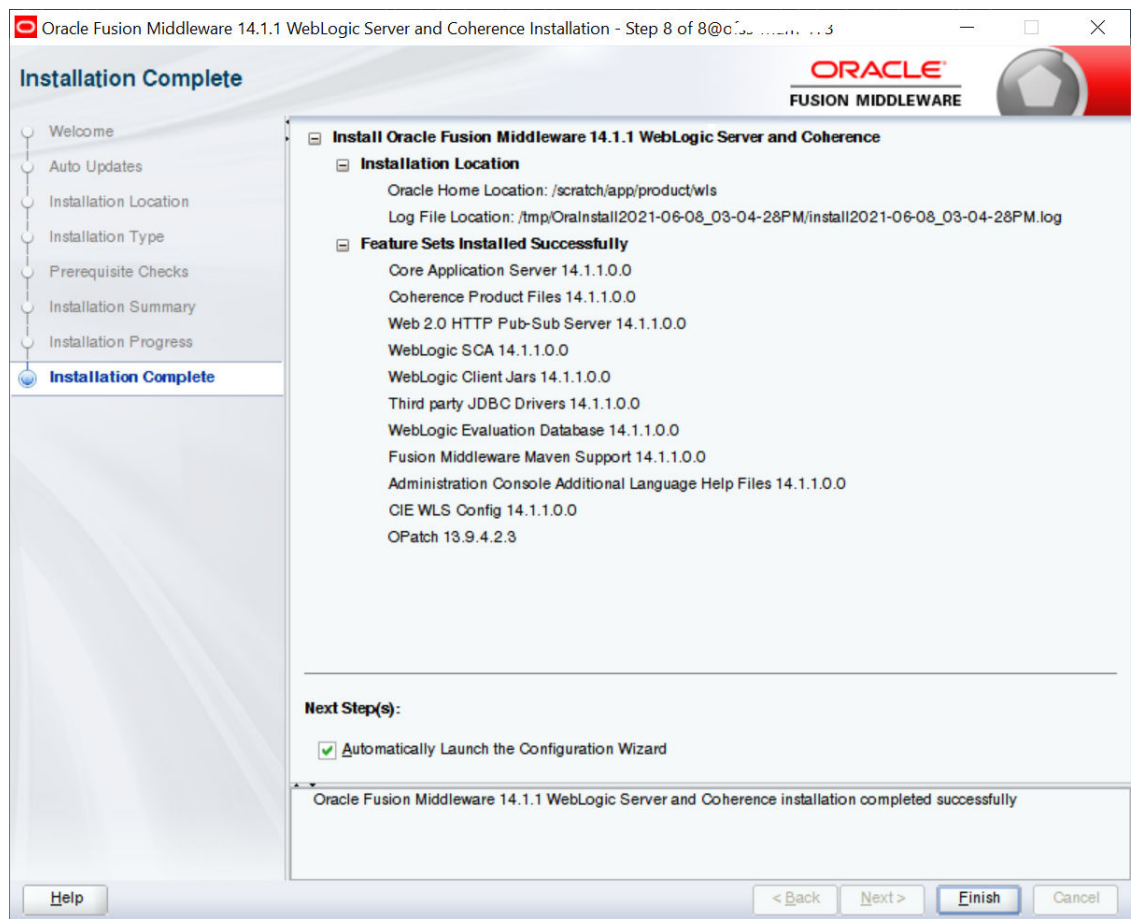 Oracle Fusion Middleware 14.1.1 WebLogic Server and Coherence Installation - Step 8 of 8
Installation Complete
ORACLE
FUSION MIDDLEWARE
Welcome
Auto Updates
Installation Location
Installation Type
Prerequisite Checks
Installation Summary
Installation Progress
Installation Complete
Install Oracle Fusion Middleware 14.1.1 WebLogic Server and Coherence
Installation Location
Oracle Home Location: /scratch/app/product/wls
Log File Location: /tmp/OraInstall2021-06-08_03-04-28PM/install2021-06-08_03-04-28PM.log
Feature Sets Installed Successfully
Core Application Server 14.1.1.0.0
Coherence Product Files 14.1.1.0.0
Web 2.0 HTTP Pub-Sub Server 14.1.1.0.0
WebLogic SCA 14.1.1.0.0
WebLogic Client Jars 14.1.1.0.0
Third party JDBC Drivers 14.1.1.0.0
WebLogic Evaluation Database 14.1.1.0.0
Fusion Middleware Maven Support 14.1.1.0.0
Administration Console Additional Language Help Files 14.1.1.0.0
CIE WLS Config 14.1.1.0.0
OPatch 13.9.4.2.3
Next Step(s):
Automatically Launch the Configuration Wizard
Oracle Fusion Middleware 14.1.1 WebLogic Server and Coherence installation completed successfully
Help
< Back
Next >
Finish
Cancel